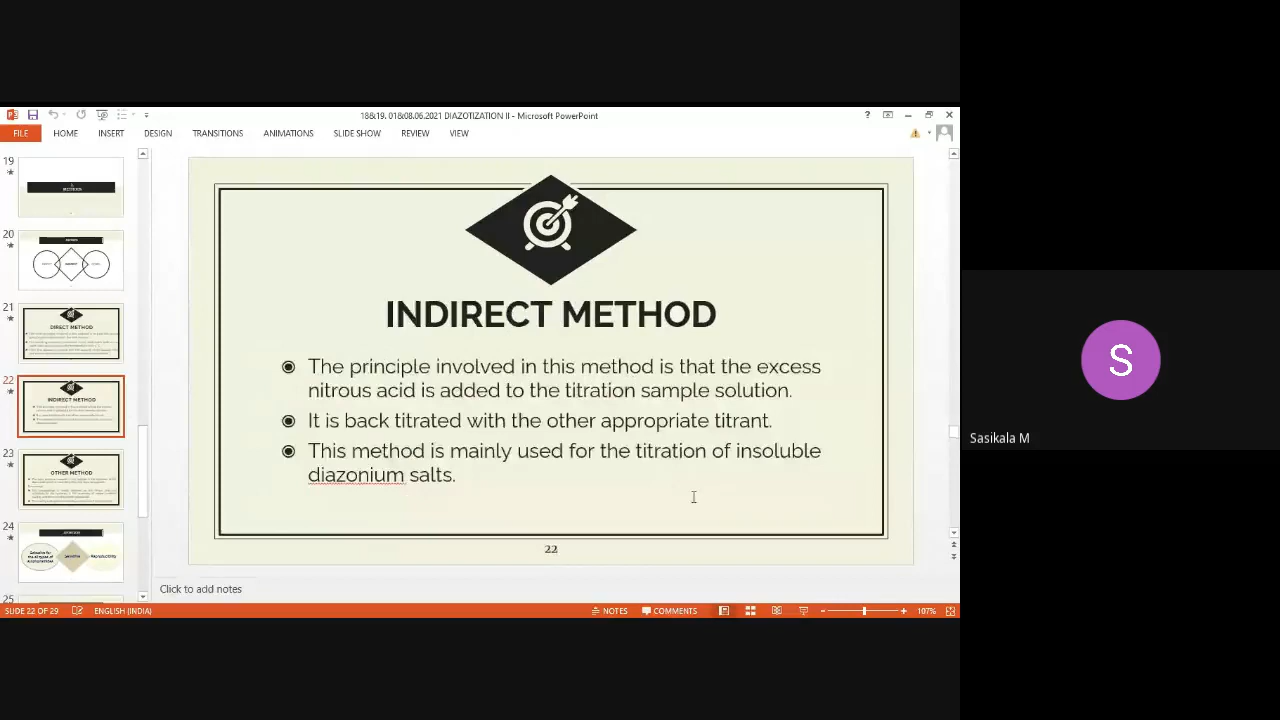 18&19. 01&08.06.2021 DIAZOTIZATION II - Microsoft PowerPoint
FILE HOME INSERT DESIGN TRANSITIONS ANIMATIONS SLIDE SHOW REVIEW VIEW
19
20
21
DIRECT METHOD
22
INDIRECT METHOD
23
OTHER METHOD
24
25
INDIRECT METHOD
The principle involved in this method is that the excess
nitrous acid is added to the titration sample solution.
It is back titrated with the other appropriate titrant.
This method is mainly used for the titration of insoluble
diazonium salts.
22
Click to add notes
SLIDE 22 OF 29 ENGLISH (INDIA) NOTES COMMENTS 107%
S
Sasikala M